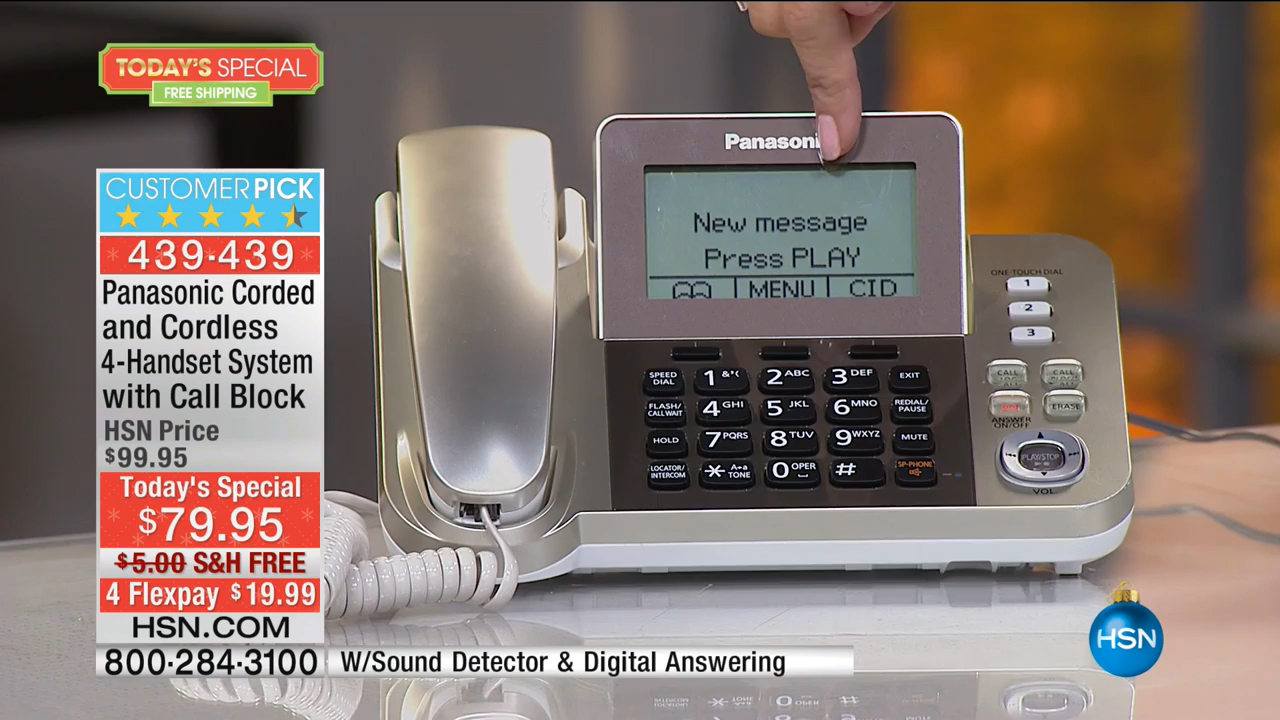 TODAY'S SPECIAL
FREE SHIPPING
CUSTOMER PICK
439-439
Panasonic Corded
and Cordless
4-Handset System
with Call Block
HSN Price
$99.95
Today's Special
$79.95
$5.00 S&H FREE
4 Flexpay $19.99
HSN.COM
800-284-3100
W/Sound Detector & Digital Answering
HSN
Panasoni
New message
Press PLAY
MENU CID
ONE-TOUCH DIAL
1
2
3
SPEED DIAL 1 &'( 2 ABC 3 DEF EXIT
FLASH/ CALL WAIT 4 GHI 5 JKL 6 MNO REDIAL/ PAUSE
HOLD 7 PQRS 8 TUV 9 WXYZ MUTE
LOCATOR/ INTERCOM * A→a TONE 0 OPER # SP-PHONE
CALL CALL
ERASE
ANSWER
ON/OFF
PLAY/STOP
VOL